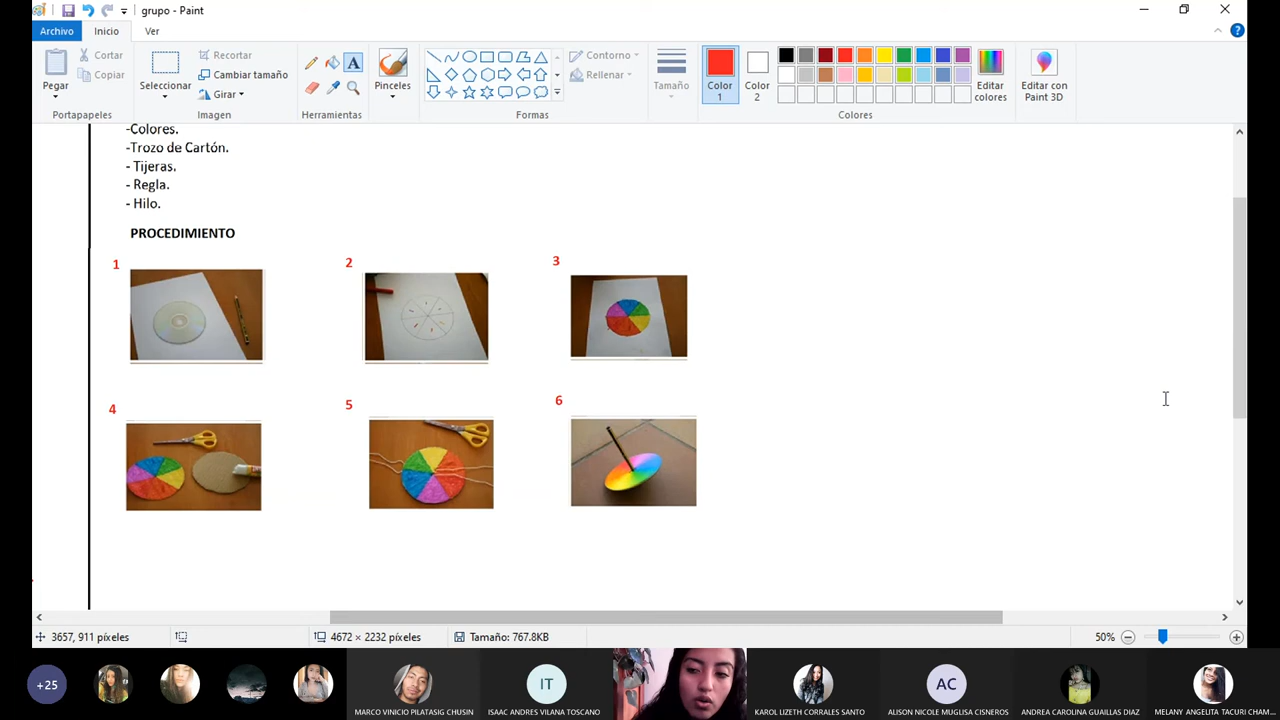 grupo - Paint
Archivo Inicio Ver
Pegar
Cortar
Copiar
Portapapeles
Seleccionar
Recortar
Cambiar tamaño
Girar
Imagen
A
Herramientas
Pinceles
Contorno
Rellenar
Formas
Tamaño
Color
1
Color
2
Editar
colores
Colores
Editar con
Paint 3D
-Colores.
-Trozo de Cartón.
- Tijeras.
- Regla.
- Hilo.
PROCEDIMIENTO
1 2 3
4 5 6
3657, 911 píxeles 4672 × 2232 píxeles Tamaño: 767.8KB 50%
+25 IT AC
MARCO VINICIO PILATASIG CHUSIN ISAAC ANDRES VILANA TOSCANO KAROL LIZETH CORRALES SANTO ALISON NICOLE MUGLISA CISNEROS ANDREA CAROLINA GUAILLAS DIAZ MELANY ANGELITA TACURI CHAM...